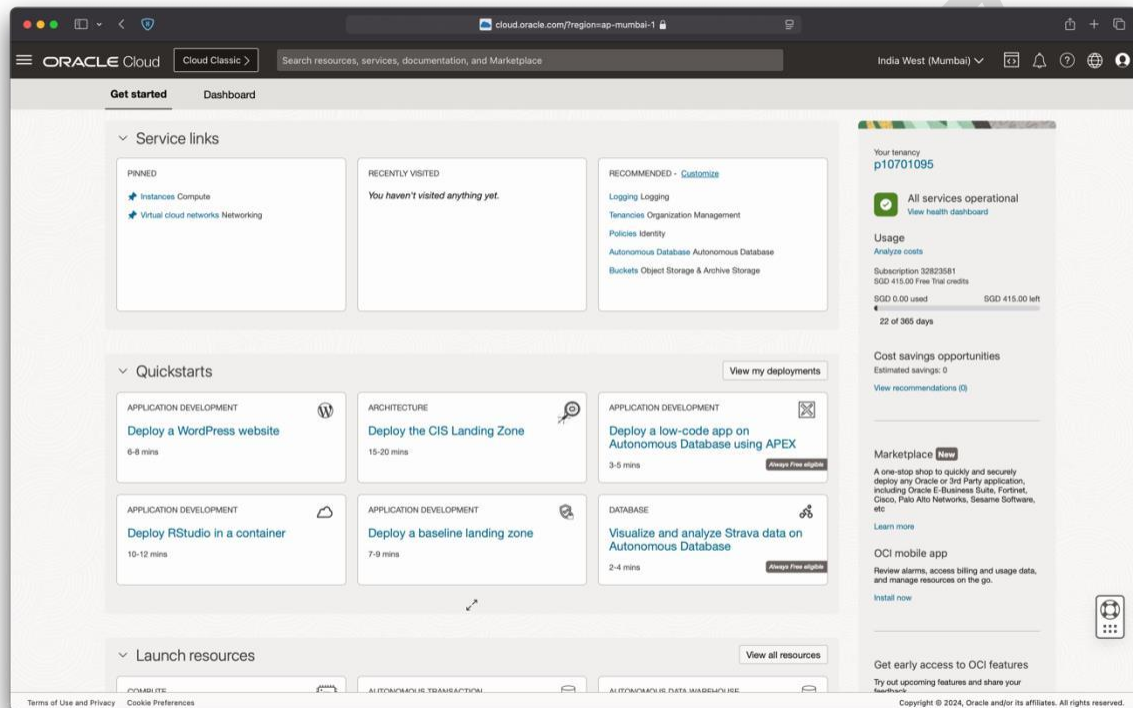 cloud.oracle.com/?region=ap-mumbai-1
ORACLE Cloud
Cloud Classic >
Search resources, services, documentation, and Marketplace
India West (Mumbai)
Get started
Dashboard
Service links
PINNED
Instances Compute
Virtual cloud networks Networking
RECENTLY VISITED
You haven't visited anything yet.
RECOMMENDED - Customize
Logging Logging
Tenancies Organization Management
Policies Identity
Autonomous Database Autonomous Database
Buckets Object Storage & Archive Storage
Quickstarts
View my deployments
APPLICATION DEVELOPMENT
Deploy a WordPress website
6-8 mins
ARCHITECTURE
Deploy the CIS Landing Zone
15-20 mins
APPLICATION DEVELOPMENT
Deploy a low-code app on
Autonomous Database using APEX
3-5 mins
Always Free eligible
APPLICATION DEVELOPMENT
Deploy RStudio in a container
10-12 mins
APPLICATION DEVELOPMENT
Deploy a baseline landing zone
7-9 mins
DATABASE
Visualize and analyze Strava data on
Autonomous Database
2-4 mins
Always Free eligible
Launch resources
View all resources
COMPUTE
AUTONOMOUS TRANSACTION
AUTONOMOUS DATA WAREHOUSE
Your tenancy
p10701095
All services operational
View health dashboard
Usage
Analyze costs
Subscription 32823581
SGD 415.00 Free Trial credits
SGD 0.00 used
SGD 415.00 left
22 of 365 days
Cost savings opportunities
Estimated savings: 0
View recommendations (0)
Marketplace New
A one-stop shop to quickly and securely
deploy any Oracle or 3rd Party application,
including Oracle E-Business Suite, Fortinet,
Cisco, Palo Alto Networks, Sesame Software,
etc
Learn more
OCI mobile app
Review alarms, access billing and usage data,
and manage resources on the go.
Install now
Get early access to OCI features
Try out upcoming features and share your
feedback
Terms of Use and Privacy
Cookie Preferences
Copyright © 2024, Oracle and/or its affiliates. All rights reserved.